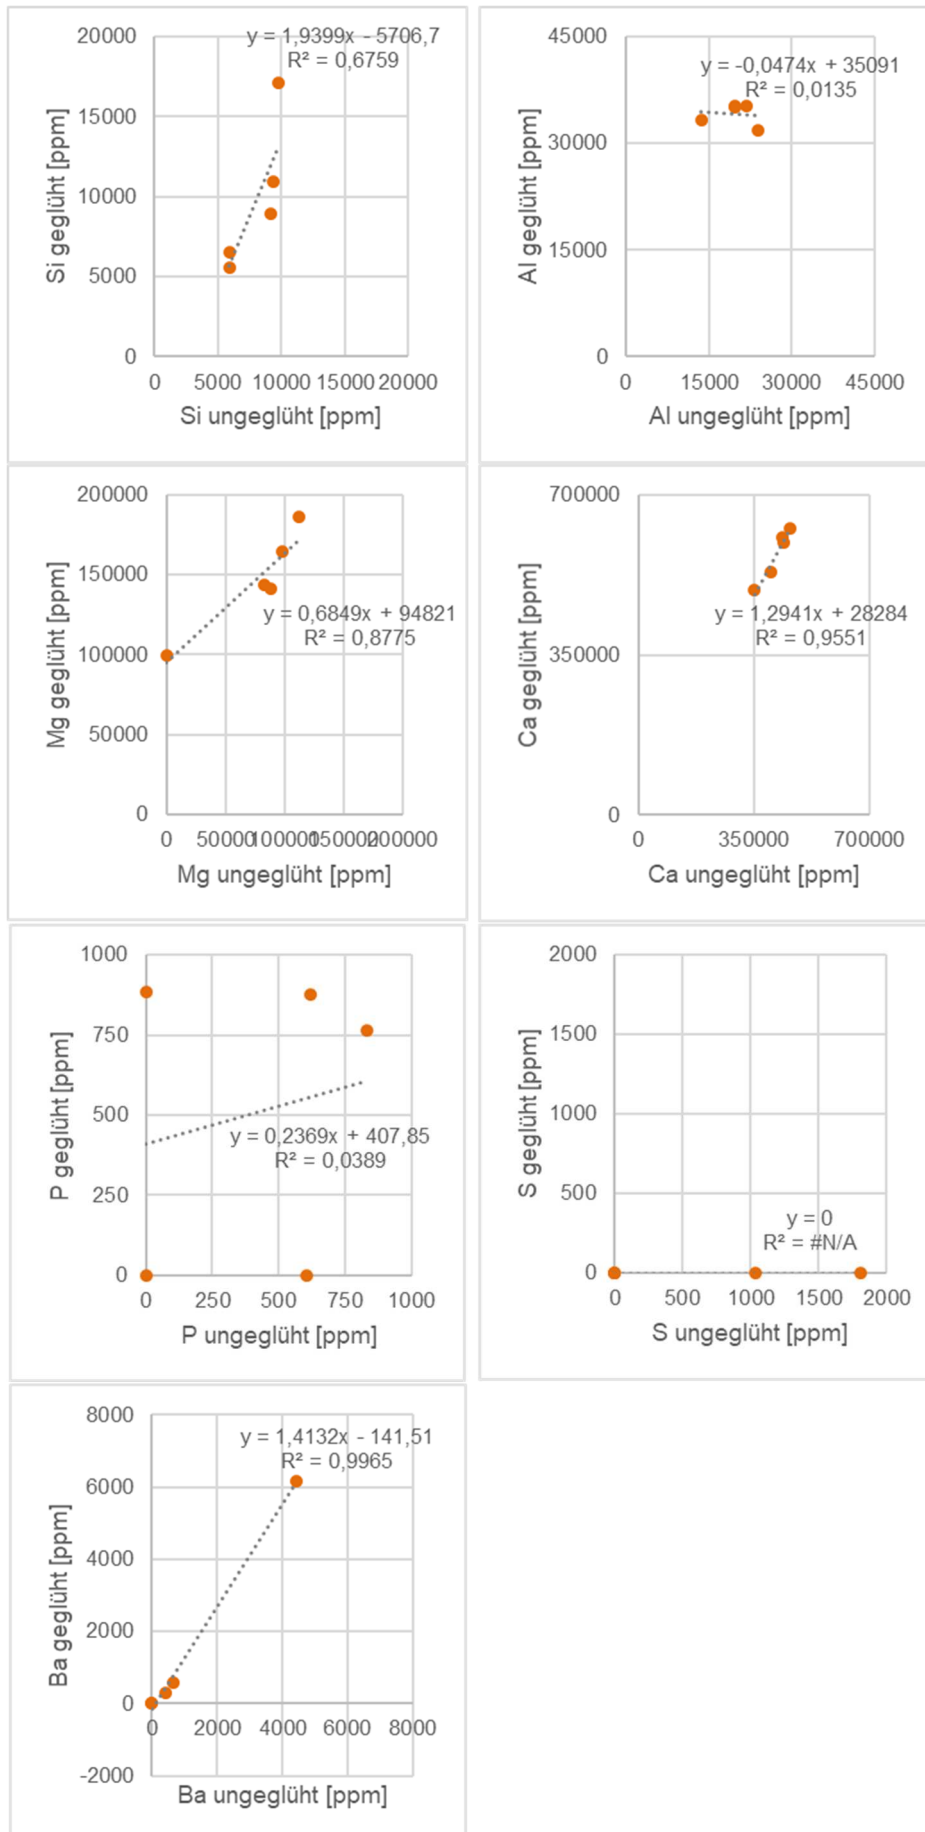 20000
y = 1,9399x - 5706,7
R² = 0,6759
15000
10000
5000
0
Si geglüht [ppm]
0 5000 10000 15000 20000
Si ungeglüht [ppm]
45000
y = -0,0474x + 35091
R² = 0,0135
30000
15000
0
Al geglüht [ppm]
0 15000 30000 45000
Al ungeglüht [ppm]
200000
150000
y = 0,6849x + 94821
R² = 0,8775
100000
50000
0
Mg geglüht [ppm]
0 50000 100000 150000 200000
Mg ungeglüht [ppm]
700000
y = 1,2941x + 28284
R² = 0,9551
350000
0
Ca geglüht [ppm]
0 350000 700000
Ca ungeglüht [ppm]
1000
750
500
y = 0,2369x + 407,85
R² = 0,0389
250
0
P geglüht [ppm]
0 250 500 750 1000
P ungeglüht [ppm]
2000
1500
1000
500
y = 0
R² = #N/A
0
S geglüht [ppm]
0 500 1000 1500 2000
S ungeglüht [ppm]
8000
y = 1,4132x - 141,51
R² = 0,9965
6000
4000
2000
0
-2000
Ba geglüht [ppm]
0 2000 4000 6000 8000
Ba ungeglüht [ppm]